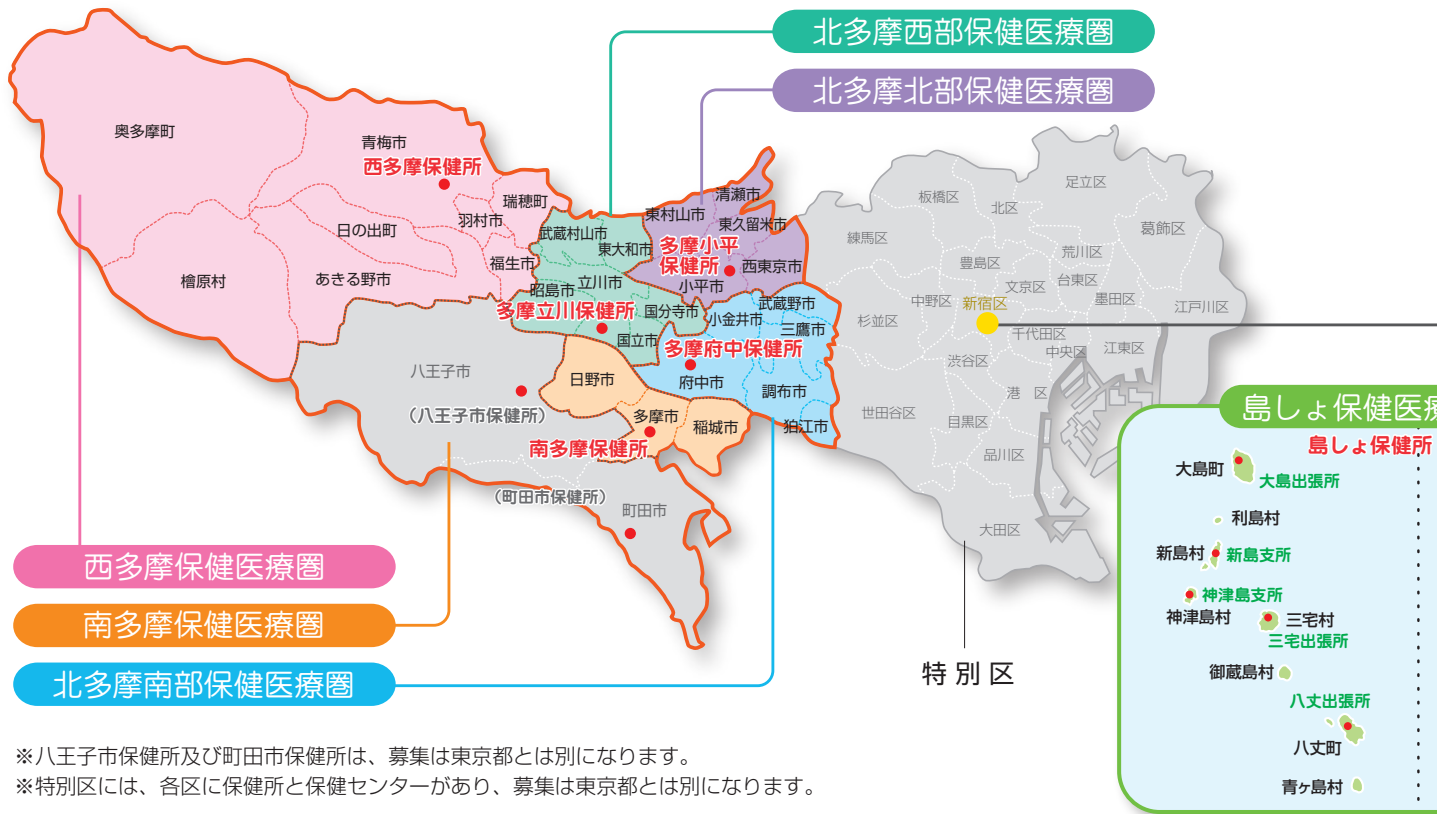 北多摩西部保健医療圏
北多摩北部保健医療圏
奥多摩町
青梅市
西多摩保健所
瑞穂町
羽村市
日の出町
福生市
檜原村
あきる野市
清瀬市
東村山市
東久留米市
武蔵村山市
東大和市
多摩小平
保健所
西東京市
小平市
昭島市
立川市
多摩立川保健所
国分寺市
国立市
武蔵野市
小金井市
三鷹市
多摩府中保健所
府中市
調布市
狛江市
八王子市
(八王子市保健所)
日野市
多摩市
稲城市
南多摩保健所
(町田市保健所)
町田市
足立区
板橋区
北区
葛飾区
練馬区
荒川区
豊島区
文京区
台東区
墨田区
中野区
新宿区
江戸川区
杉並区
千代田区
中央区
江東区
渋谷区
港 区
世田谷区
目黒区
品川区
大田区
特別区
西多摩保健医療圏
南多摩保健医療圏
北多摩南部保健医療圏
島しょ保健医療
島しょ保健所
大島町
大島出張所
利島村
新島村
新島支所
神津島支所
神津島村
三宅村
三宅出張所
御蔵島村
八丈出張所
八丈町
青ヶ島村
※八王子市保健所及び町田市保健所は、募集は東京都とは別になります。
※特別区には、各区に保健所と保健センターがあり、募集は東京都とは別になります。